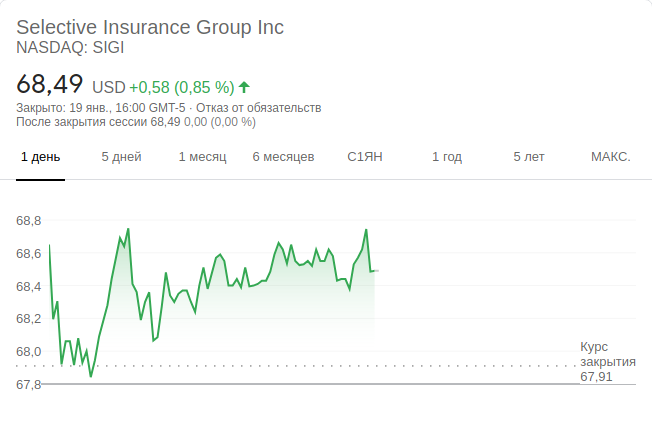 Selective Insurance Group Inc
NASDAQ: SIGI
68,49 USD +0,58 (0,85 %)
Закрыто: 19 янв., 16:00 GMT-5 · Отказ от обязательств
После закрытия сессии 68,49 0,00 (0,00 %)
1 день 5 дней 1 месяц 6 месяцев С1ЯН 1 год 5 лет МАКС.
68,8
68,6
68,4
68,2
68,0
67,8
Курс
закрытия
67,91